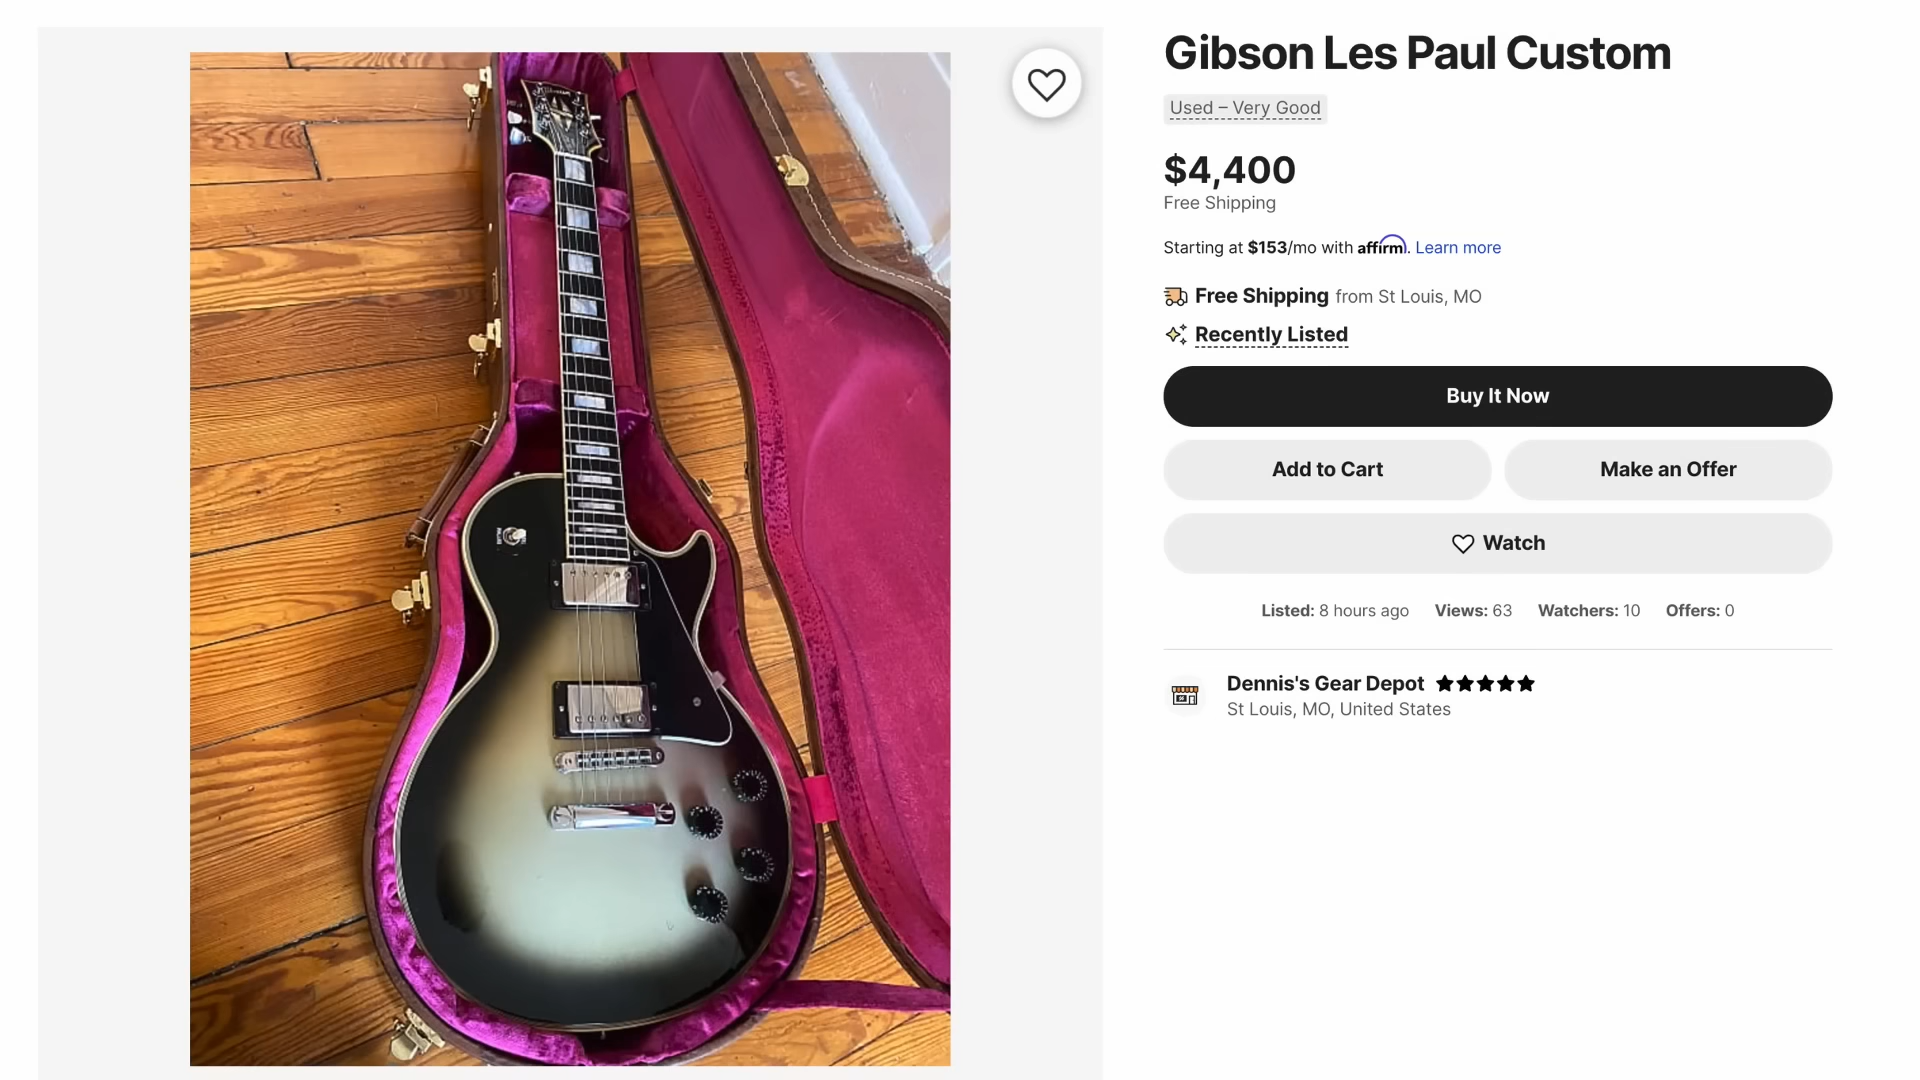 Gibson Les Paul Custom
Used – Very Good
$4,400
Free Shipping
Starting at $153/mo with affirm. Learn more
Free Shipping from St Louis, MO
Recently Listed
Buy It Now
Add to Cart
Make an Offer
Watch
Listed: 8 hours ago Views: 63 Watchers: 10 Offers: 0
Dennis's Gear Depot
St Louis, MO, United States